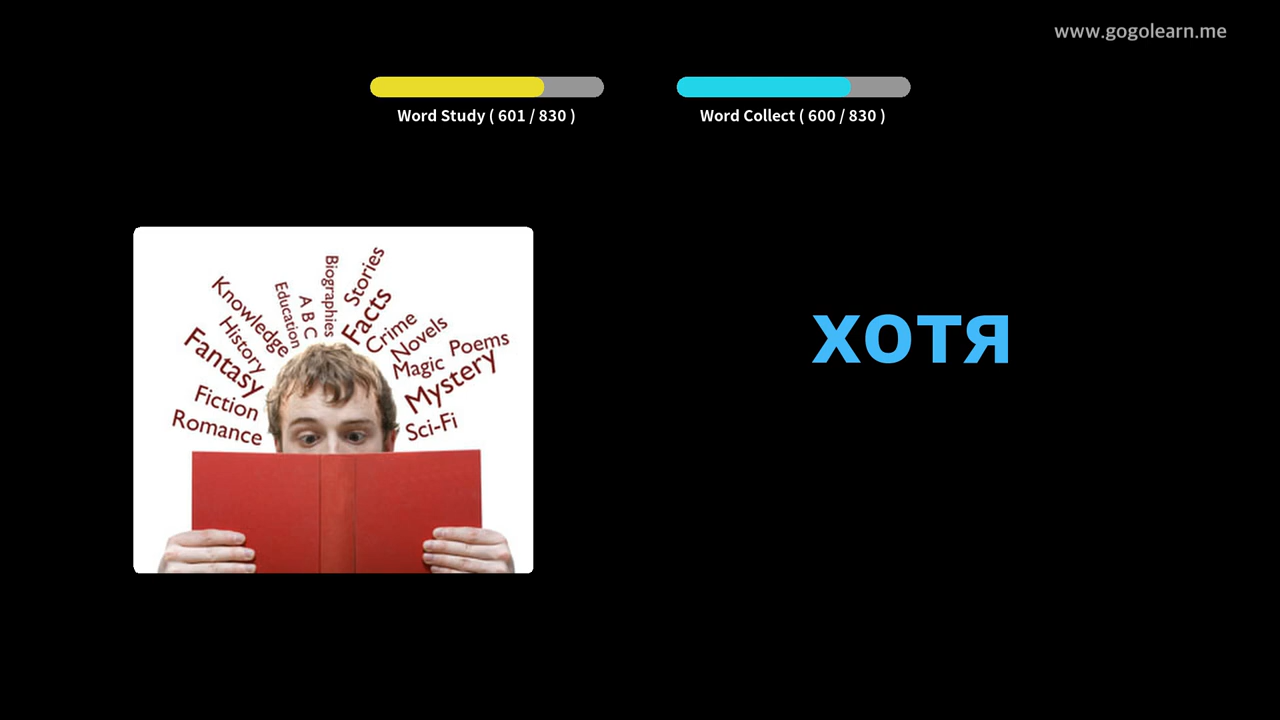 www.gogolearn.me
Word Study ( 601 / 830 )
Word Collect ( 600 / 830 )
Knowledge
Education
A B C
Biographies
Stories
Facts
Crime
Novels
Poems
History
Fantasy
Magic
Mystery
Fiction
Romance
Sci-Fi
хотя